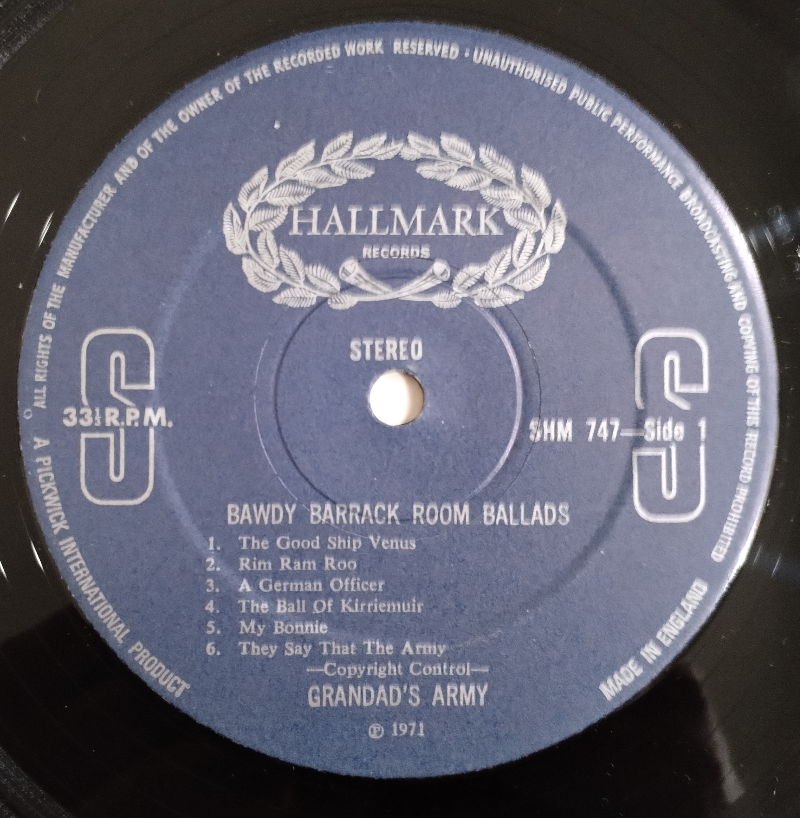 ALL RIGHTS OF THE MANUFACTURER AND OF THE OWNER OF THE RECORDED WORK RESERVED · UNAUTHORISED PUBLIC PERFORMANCE BROADCASTING AND COPYING OF THIS RECORD PROHIBITED
HALLMARK
RECORDS
STEREO
S
S
33⅓ R.P.M.
SHM 747—Side 1
BAWDY BARRACK ROOM BALLADS
1. The Good Ship Venus
2. Rim Ram Roo
3. A German Officer
4. The Ball Of Kirriemuir
5. My Bonnie
6. They Say That The Army
—Copyright Control—
GRANDAD'S ARMY
℗ 1971
A PICKWICK INTERNATIONAL PRODUCT
MADE IN ENGLAND